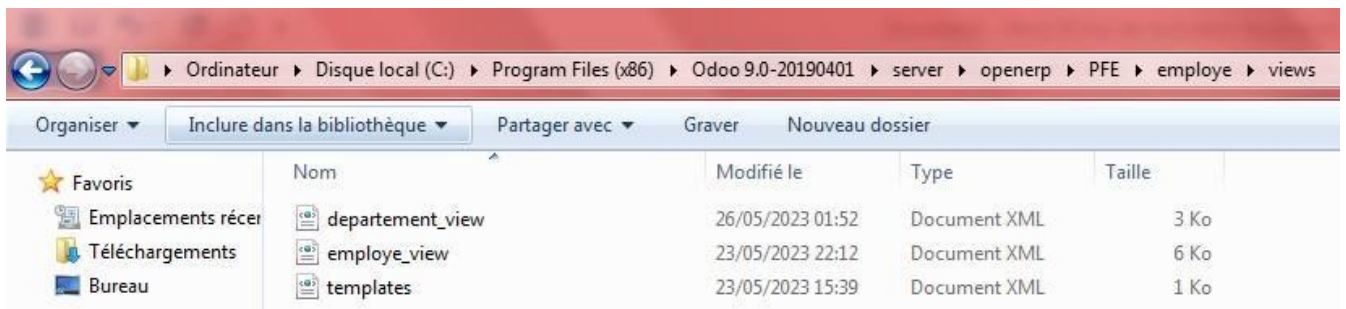 Ordinateur Disque local (C:) Program Files (x86) Odoo 9.0-20190401 server openerp PFE employe views
Organiser Inclure dans la bibliothèque Partager avec Graver Nouveau dossier
Favoris Nom Modifié le Type Taille
Emplacements récer departement_view 26/05/2023 01:52 Document XML 3 Ko
Téléchargements employe_view 23/05/2023 22:12 Document XML 6 Ko
Bureau templates 23/05/2023 15:39 Document XML 1 Ko